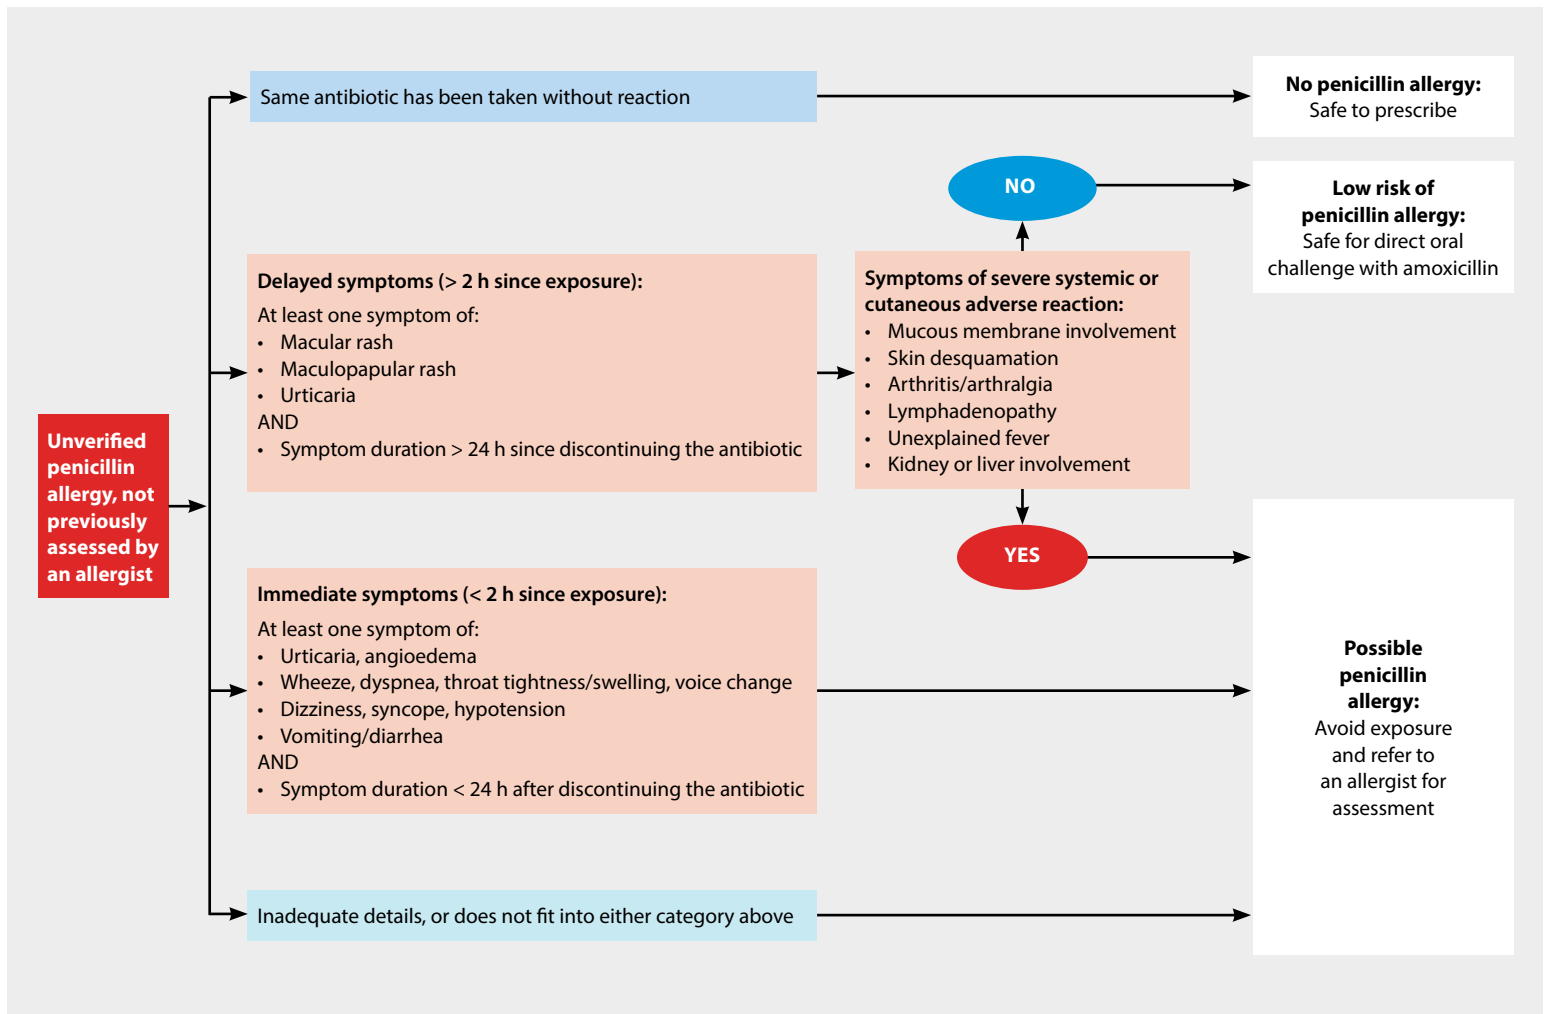 Unverified
penicillin
allergy, not
previously
assessed by
an allergist
Same antibiotic has been taken without reaction
No penicillin allergy:
Safe to prescribe
Delayed symptoms (> 2 h since exposure):
At least one symptom of:
• Macular rash
• Maculopapular rash
• Urticaria
AND
• Symptom duration > 24 h since discontinuing the antibiotic
Symptoms of severe systemic or
cutaneous adverse reaction:
• Mucous membrane involvement
• Skin desquamation
• Arthritis/arthralgia
• Lymphadenopathy
• Unexplained fever
• Kidney or liver involvement
NO
Low risk of
penicillin allergy:
Safe for direct oral
challenge with amoxicillin
YES
Immediate symptoms (< 2 h since exposure):
At least one symptom of:
• Urticaria, angioedema
• Wheeze, dyspnea, throat tightness/swelling, voice change
• Dizziness, syncope, hypotension
• Vomiting/diarrhea
AND
• Symptom duration < 24 h after discontinuing the antibiotic
Inadequate details, or does not fit into either category above
Possible
penicillin
allergy:
Avoid exposure
and refer to
an allergist for
assessment